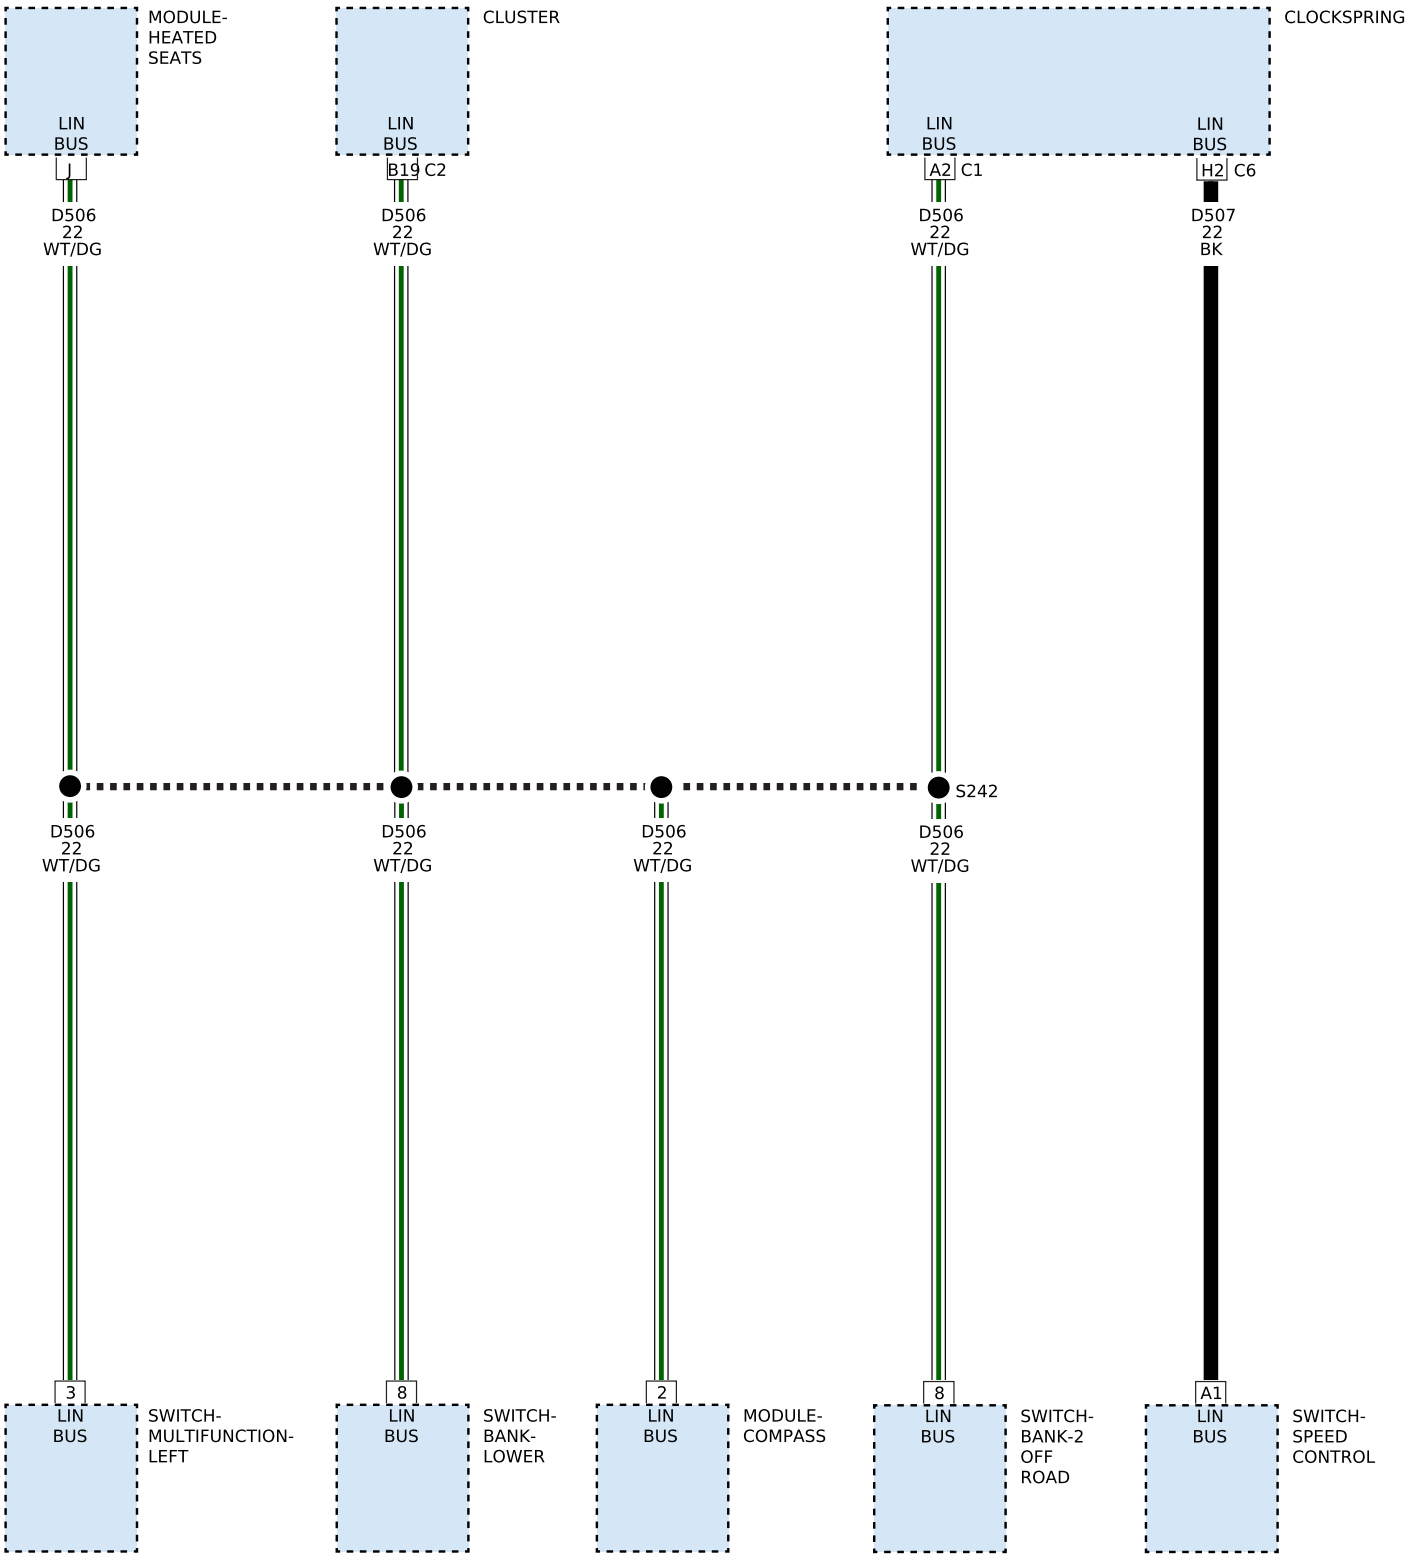 MODULE-
HEATED
SEATS
CLUSTER
CLOCKSPRING
LIN
BUS
LIN
BUS
LIN
BUS
LIN
BUS
J
B19 C2
A2 C1
H2 C6
D506
22
WT/DG
D506
22
WT/DG
D506
22
WT/DG
D507
22
BK
S242
D506
22
WT/DG
D506
22
WT/DG
D506
22
WT/DG
D506
22
WT/DG
3
8
2
8
A1
LIN
BUS
SWITCH-
MULTIFUNCTION-
LEFT
LIN
BUS
SWITCH-
BANK-
LOWER
LIN
BUS
MODULE-
COMPASS
LIN
BUS
SWITCH-
BANK-2
OFF
ROAD
LIN
BUS
SWITCH-
SPEED
CONTROL